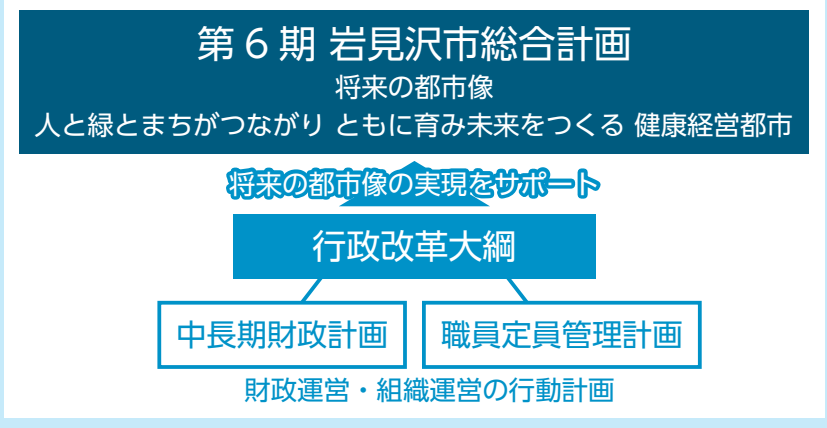 第6期 岩見沢市総合計画
将来の都市像
人と緑とまちがつながり ともに育み未来をつくる 健康経営都市
将来の都市像の実現をサポート
行政改革大綱
中長期財政計画
職員定員管理計画
財政運営・組織運営の行動計画